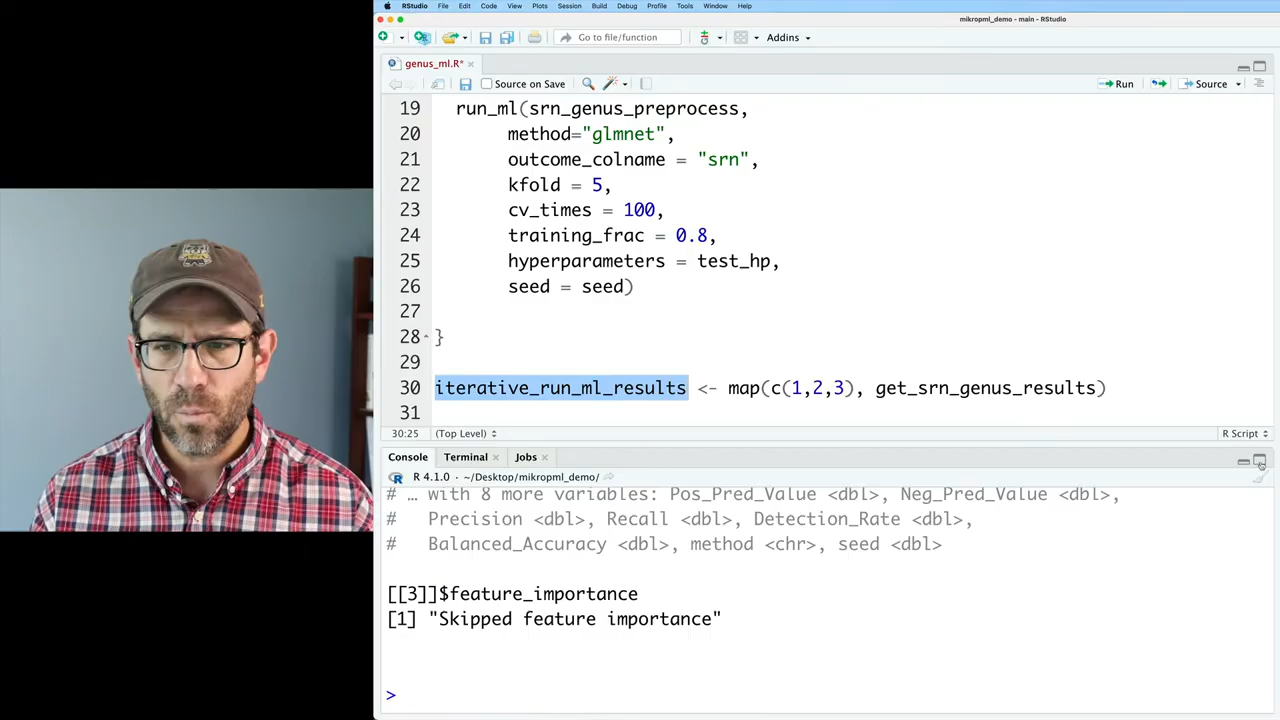 RStudio File Edit Code View Plots Session Build Debug Profile Tools Window Help
mikropml_demo - main - RStudio
Go to file/function Addins
genus_ml.R*
Source on Save Run Source
19 run_ml(srn_genus_preprocess,
20 method="glmnet",
21 outcome_colname = "srn",
22 kfold = 5,
23 cv_times = 100,
24 training_frac = 0.8,
25 hyperparameters = test_hp,
26 seed = seed)
27
28 }
29
30 iterative_run_ml_results <- map(c(1,2,3), get_srn_genus_results)
31
30:25 (Top Level) R Script
Console Terminal Jobs
R 4.1.0 · ~/Desktop/mikropml_demo/
# … with 8 more variables: Pos_Pred_Value <dbl>, Neg_Pred_Value <dbl>,
# Precision <dbl>, Recall <dbl>, Detection_Rate <dbl>,
# Balanced_Accuracy <dbl>, method <chr>, seed <dbl>
[[3]]$feature_importance
[1] "Skipped feature importance"
>